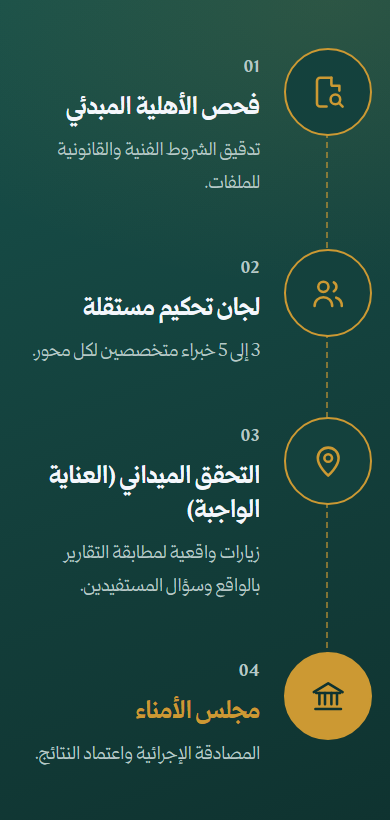 01
فحص الأهلية المبدئي
تدقيق الشروط الفنية والقانونية
للملفات.
02
لجان تحكيم مستقلة
3 إلى 5 خبراء متخصصين لكل محور.
03
التحقق الميداني (العناية
الواجبة)
زيارات واقعية لمطابقة التقارير
بالواقع وسؤال المستفيدين.
04
مجلس الأمناء
المصادقة الإجرائية واعتماد النتائج.